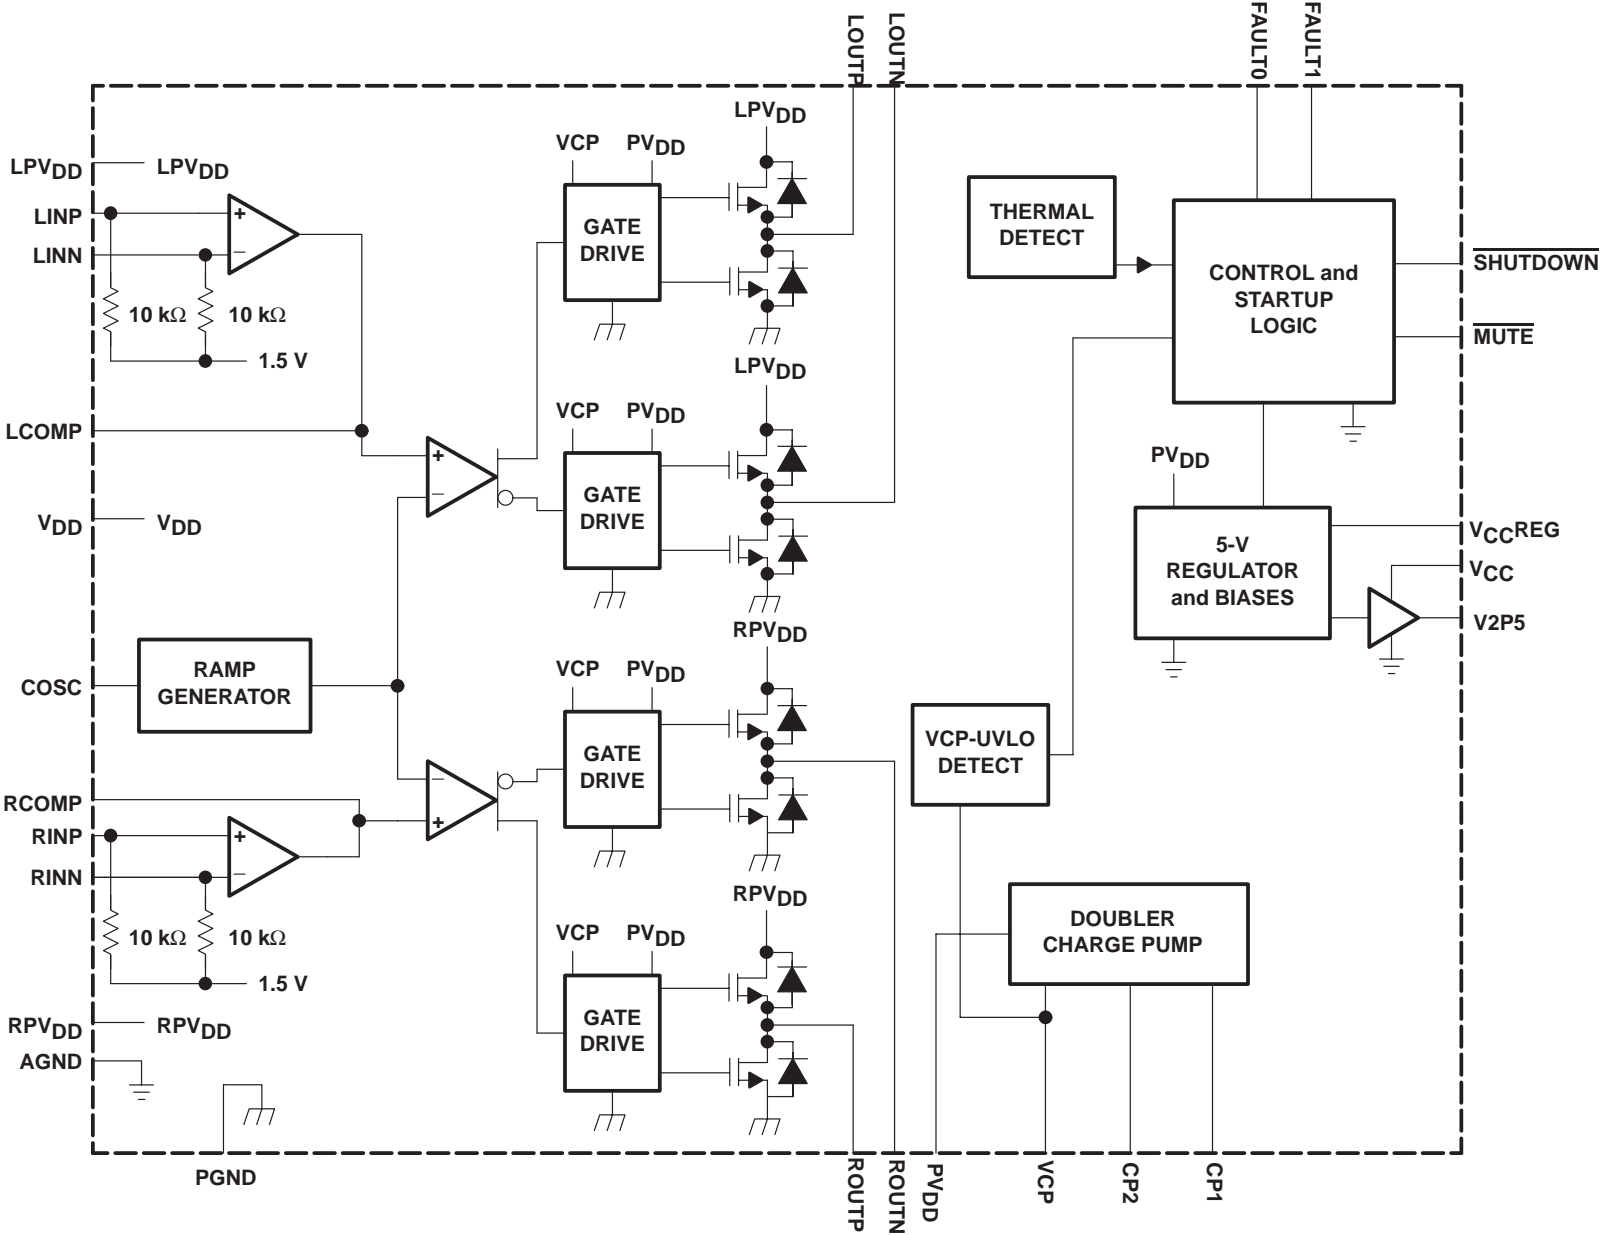 LOUTP
LOUTN
FAULT0
FAULT1
LPVDD
LPVDD
LINP
LINN
+
–
10 kΩ
10 kΩ
1.5 V
VCP
PVDD
GATE
DRIVE
LPVDD
THERMAL
DETECT
CONTROL and
STARTUP
LOGIC
SHUTDOWN
MUTE
LCOMP
+
–
VCP
PVDD
GATE
DRIVE
LPVDD
VDD
VDD
PVDD
5-V
REGULATOR
and BIASES
VCCREG
VCC
V2P5
COSC
RAMP
GENERATOR
VCP
PVDD
GATE
DRIVE
RPVDD
VCP-UVLO
DETECT
RCOMP
RINP
RINN
–
+
+
–
10 kΩ
10 kΩ
1.5 V
VCP
PVDD
GATE
DRIVE
RPVDD
DOUBLER
CHARGE PUMP
RPVDD
RPVDD
AGND
PGND
ROUTP
ROUTN
PVDD
VCP
CP2
CP1